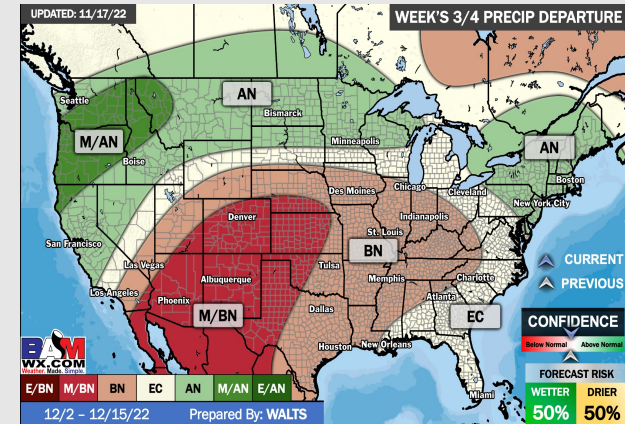 UPDATED: 11/17/22
WEEK'S 3/4 PRECIP DEPARTURE
Seattle
AN
Bismarck
M/AN
Boise
Minneapolis
AN
Boston
Des Moines
Chicago
Cleveland
New York City
Denver
Indianapolis
San Francisco
St. Louis
BN
Las Vegas
Tulsa
CURRENT
Albuquerque
Memphis
Charlotte
PREVIOUS
Los Angeles
Phoenix
Atlanta
M/BN
Dallas
EC
CONFIDENCE
Houston
New Orleans
Below Normal
Above Normal
BAM
WX.COM
Weather. Made. Simple.
FORECAST RISK
E/BN M/BN BN EC AN M/AN E/AN
Miami
WETTER DRIER
50% 50%
12/2 – 12/15/22
Prepared By: WALTS